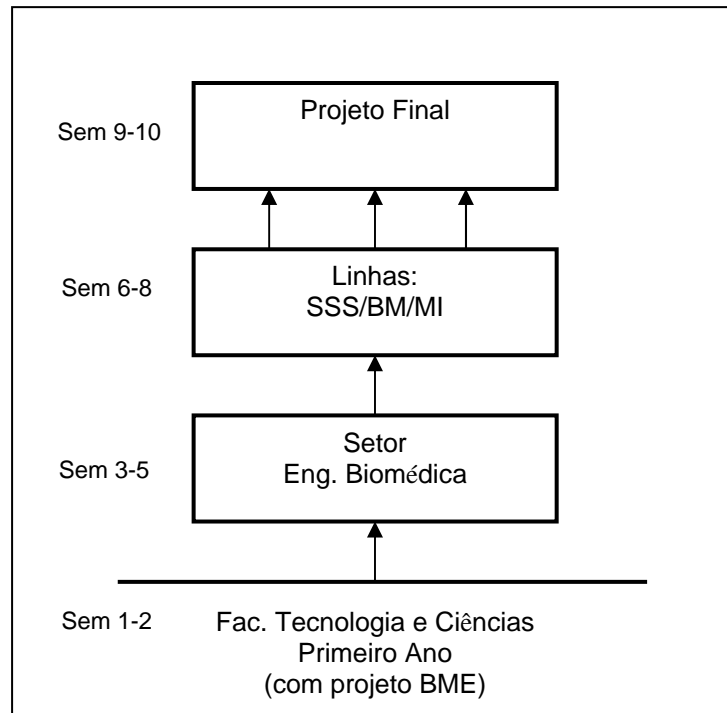 Projeto Final
Sem 9-10
Linhas:
SSS/BM/MI
Sem 6-8
Setor
Eng. Biomédica
Sem 3-5
Sem 1-2
Fac. Tecnologia e Ciências
Primeiro Ano
(com projeto BME)